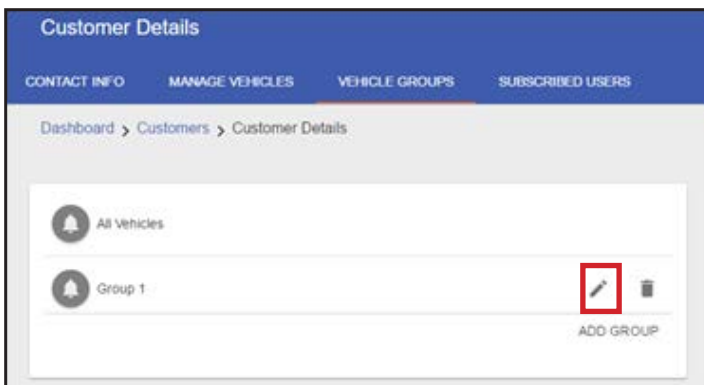 Customer Details
CONTACT INFO MANAGE VEHICLES VEHICLE GROUPS SUBSCRIBED USERS
Dashboard > Customers > Customer Details
All Vehicles
Group 1
ADD GROUP